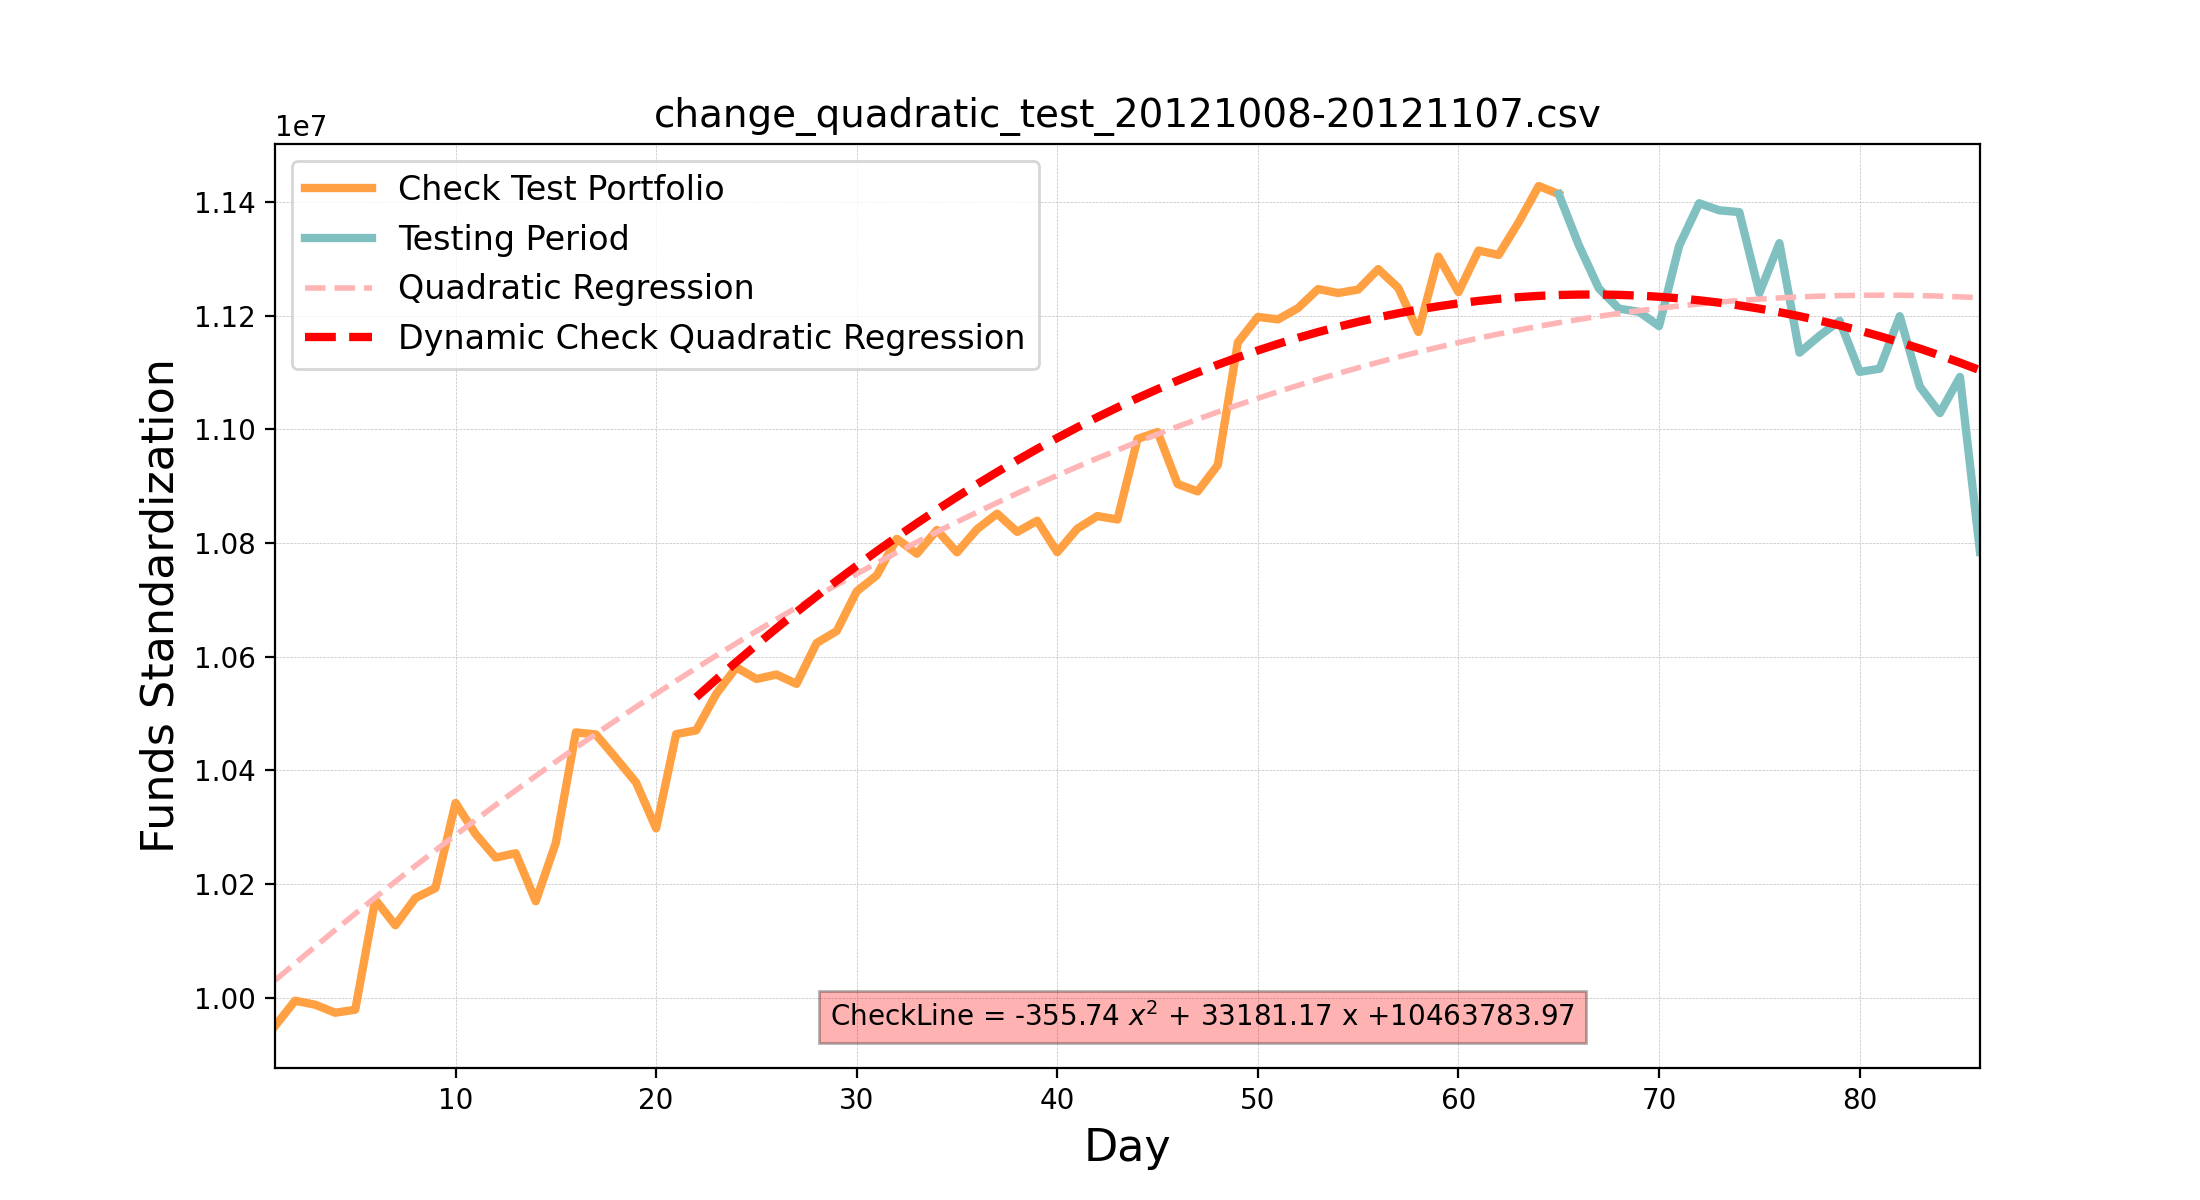 change_quadratic_test_20121008-20121107.csv
1e7
Check Test Portfolio
Testing Period
Quadratic Regression
Dynamic Check Quadratic Regression
1.14
1.12
1.10
1.08
1.06
1.04
1.02
1.00
Funds Standardization
CheckLine = -355.74 x² + 33181.17 x +10463783.97
10 20 30 40 50 60 70 80
Day